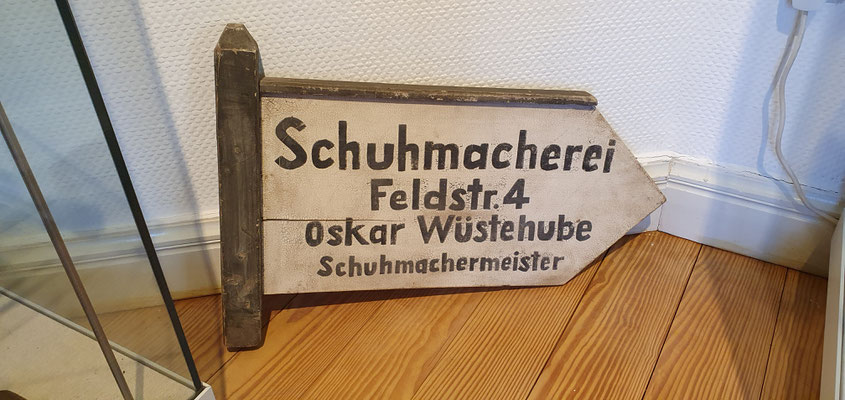 Schuhmacherei
Feldstr. 4
Oskar Wüstehube
Schuhmachermeister